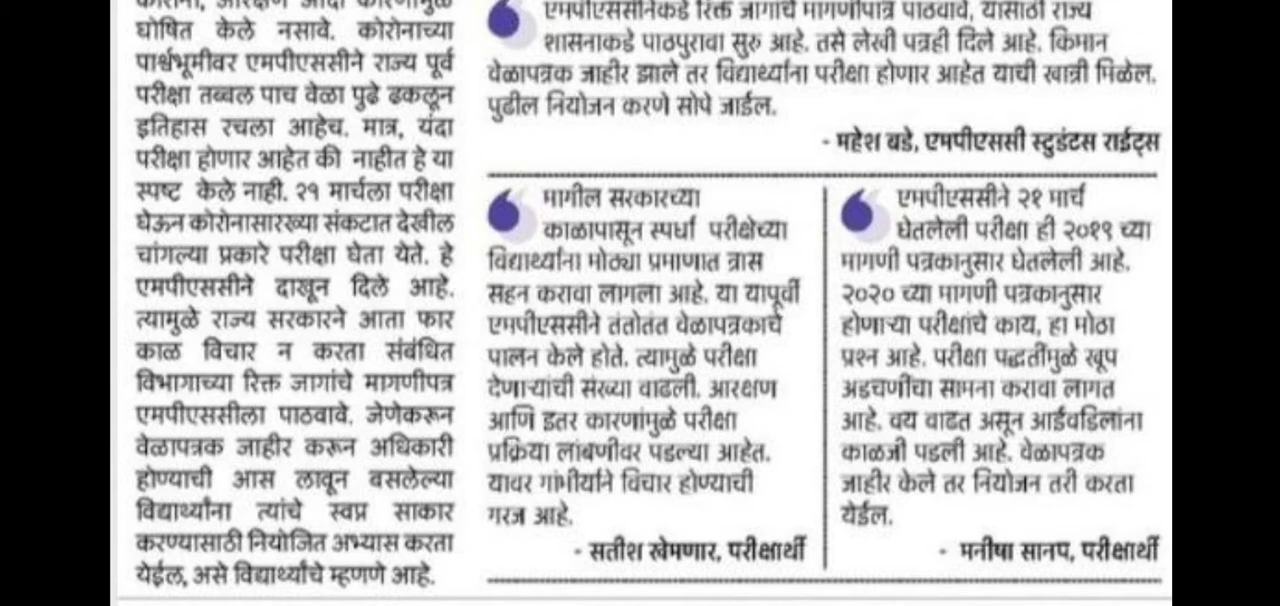 घोषित केले नसावे. कोरोनाच्या
पार्श्वभूमीवर एमपीएससीने राज्य पूर्व
परीक्षा तब्बल पाच वेळा पुढे ढकलून
इतिहास रचला आहेच. मात्र, यंदा
परीक्षा होणार आहेत की नाहीत हे या
स्पष्ट केले नाही. २१ मार्चला परीक्षा
घेऊन कोरोनासारख्या संकटात देखील
चांगल्या प्रकारे परीक्षा घेता येते. हे
एमपीएससीने दाखून दिले आहे.
त्यामुळे राज्य सरकारने आता फार
काळ विचार न करता संबंधित
विभागाच्या रिक्त जागांचे मागणीपत्र
एमपीएससीला पाठवावे. जेणेकरून
वेळापत्रक जाहीर करून अधिकारी
होण्याची आस लावून बसलेल्या
विद्यार्थ्यांना त्यांचे स्वप्न साकार
करण्यासाठी नियोजित अभ्यास करता
येईल, असे विद्यार्थ्यांचे म्हणणे आहे.
एमपीएससीनेकडे रिक्त जागांचे मागणीपात्र पाठवावे, यासाठी राज्य
शासनाकडे पाठपुरावा सुरु आहे. तसे लेखी पत्रही दिले आहे. किमान
वेळापत्रक जाहीर झाले तर विद्यार्थ्यांना परीक्षा होणार आहेत याची खात्री मिळेल.
पुढील नियोजन करणे सोपे जाईल.
- महेश बडे, एमपीएससी स्टुडंटस राईट्स
मागील सरकारच्या
काळापासून स्पर्धा परीक्षेच्या
विद्यार्थ्यांना मोठ्या प्रमाणात त्रास
सहन करावा लागला आहे. या यापूर्वी
एमपीएससीने तंतोतंत वेळापत्रकाचे
पालन केले होते. त्यामुळे परीक्षा
देणाऱ्यांची संख्या वाढली. आरक्षण
आणि इतर कारणांमुळे परीक्षा
प्रक्रिया लांबणीवर पडल्या आहेत.
यावर गांभीर्याने विचार होण्याची
गरज आहे.
- सतीश खेमणार, परीक्षार्थी
एमपीएससीने २१ मार्च
घेतलेली परीक्षा ही २०१९ च्या
मागणी पत्रकानुसार घेतलेली आहे.
२०२० च्या मागणी पत्रकानुसार
होणाऱ्या परीक्षांचे काय, हा मोठा
प्रश्न आहे. परीक्षा पद्धतींमुळे खूप
अडचणींचा सामना करावा लागत
आहे. वय वाढत असून आईवडिलांना
काळजी पडली आहे. वेळापत्रक
जाहीर केले तर नियोजन तरी करता
येईल.
- मनीषा सानप, परीक्षार्थी